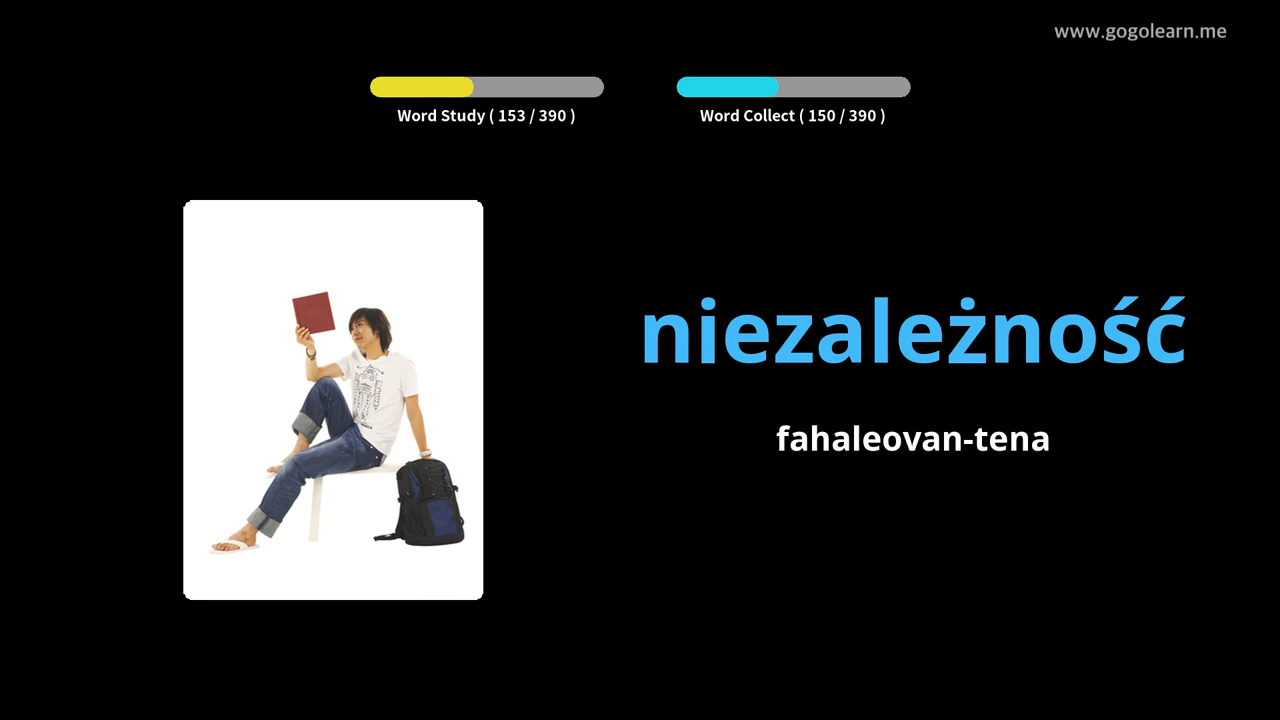 www.gogolearn.me
Word Study ( 153 / 390 )
Word Collect ( 150 / 390 )
niezależność
fahaleovan-tena